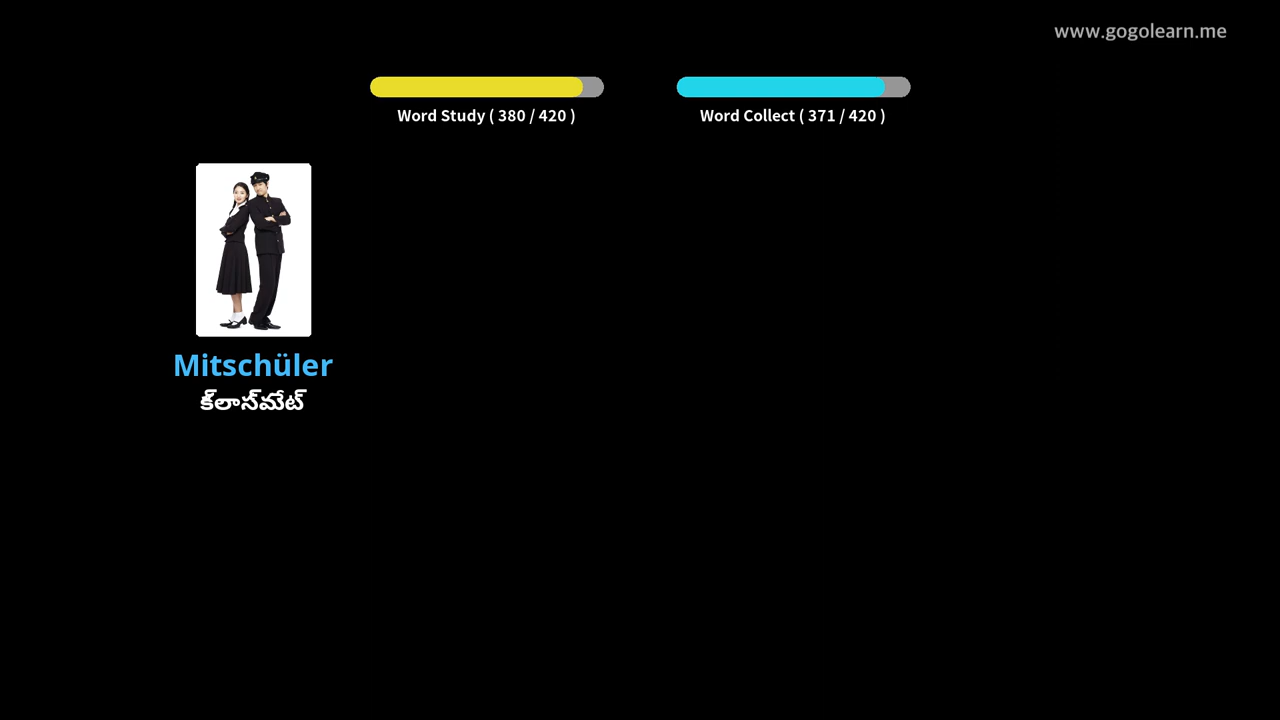 www.gogolearn.me
Word Study ( 380 / 420 )
Word Collect ( 371 / 420 )
Mitschüler
క్‌లాస్‌మేట్